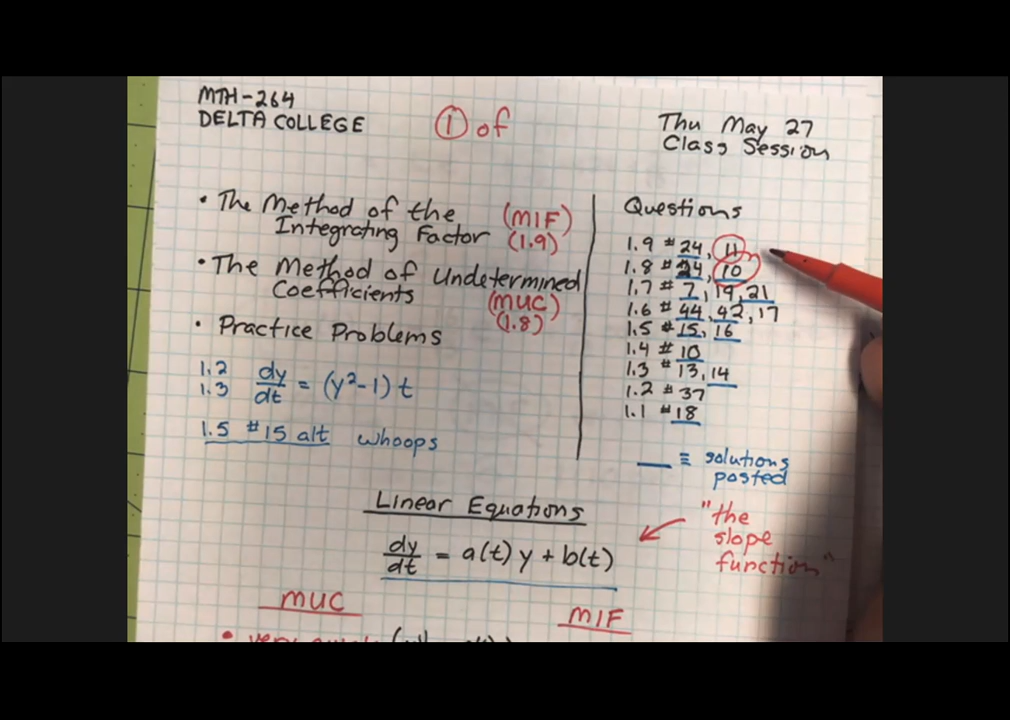 MTH-264
DELTA COLLEGE
① of
Thu May 27
Class Session
• The Method of the (MIF)
Integrating Factor (1.9)
• The Method of Undetermined
Coefficients (MUC)
(1.8)
• Practice Problems
1.2
1.3 dy/dt = (y²-1) t
1.5 #15 alt whoops
Questions
1.9 # 24, 11
1.8 # 24, 10
1.7 # 7, 19, 21
1.6 # 44, 42, 17
1.5 # 15, 16
1.4 # 10
1.3 # 13, 14
1.2 # 37
1.1 # 18
__ ≡ solutions
posted
Linear Equations
dy/dt = a(t) y + b(t)
"the
slope
function"
MUC
MIF